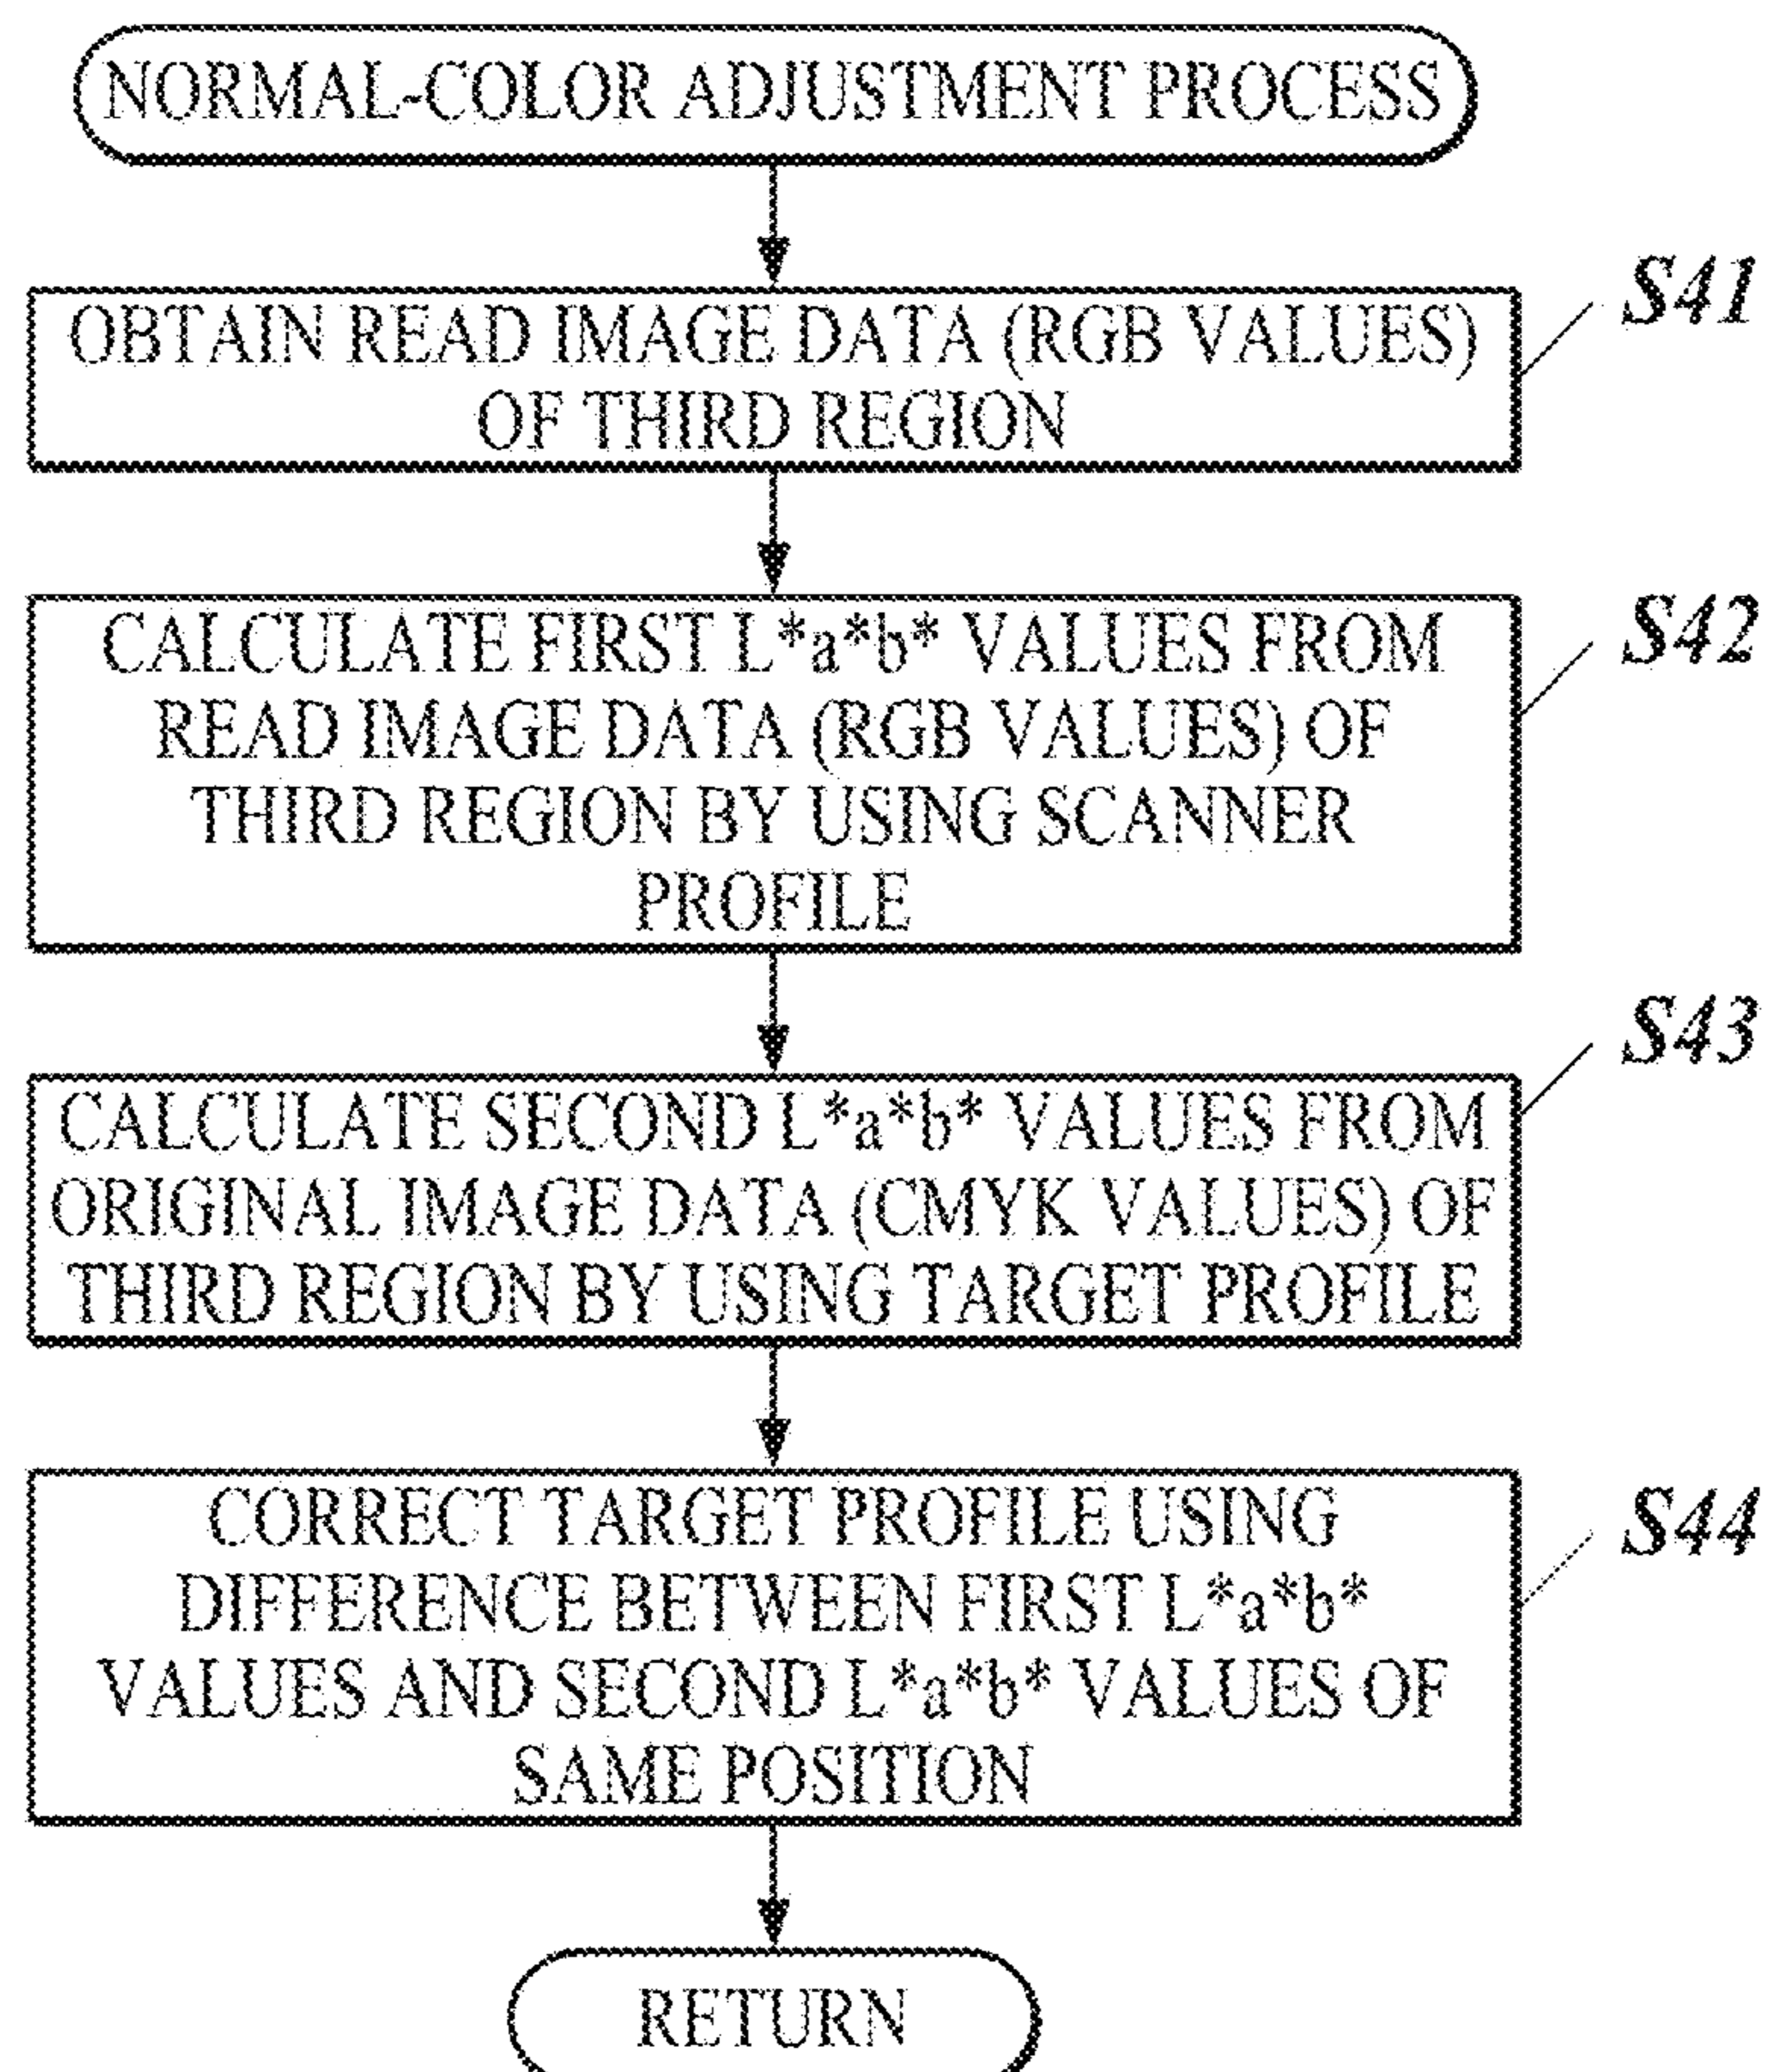 NORMAL-COLOR ADJUSTMENT PROCESS
S41
OBTAIN READ IMAGE DATA (RGB VALUES)
OF THIRD REGION
S42
CALCULATE FIRST L*a*b* VALUES FROM
READ IMAGE DATA (RGB VALUES) OF
THIRD REGION BY USING SCANNER
PROFILE
S43
CALCULATE SECOND L*a*b* VALUES FROM
ORIGINAL IMAGE DATA (CMYK VALUES) OF
THIRD REGION BY USING TARGET PROFILE
S44
CORRECT TARGET PROFILE USING
DIFFERENCE BETWEEN FIRST L*a*b*
VALUES AND SECOND L*a*b* VALUES OF
SAME POSITION
RETURN